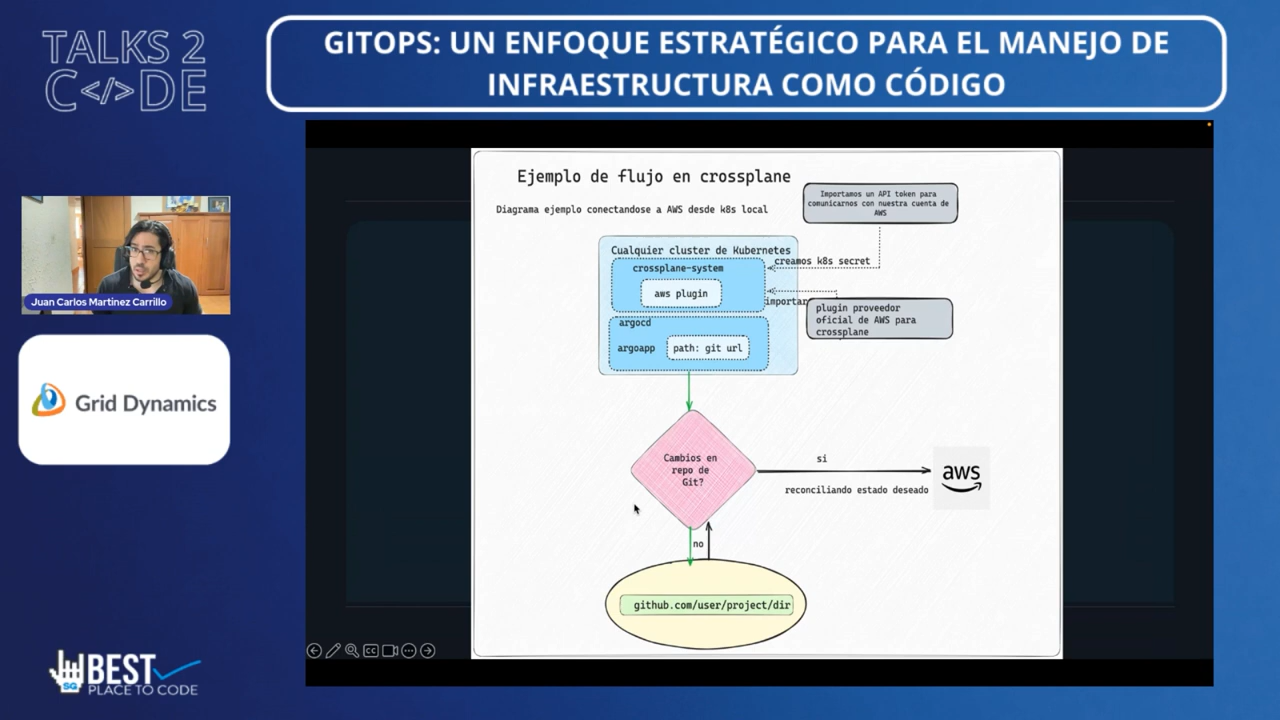 TALKS 2
C</>DE
GITOPS: UN ENFOQUE ESTRATÉGICO PARA EL MANEJO DE
INFRAESTRUCTURA COMO CÓDIGO
Juan Carlos Martinez Carrillo
Grid Dynamics
SG
BEST
PLACE TO CODE
Ejemplo de flujo en crossplane
Diagrama ejemplo conectandose a AWS desde k8s local
Importamos un API token para
comunicarnos con nuestra cuenta de
AWS
Cualquier cluster de Kubernetes
creamos k8s secret
crossplane-system
aws plugin
importar
plugin proveedor
oficial de AWS para
crossplane
argocd
argoapp
path: git url
Cambios en
repo de
Git?
si
reconciliando estado deseado
aws
no
github.com/user/project/dir
CC